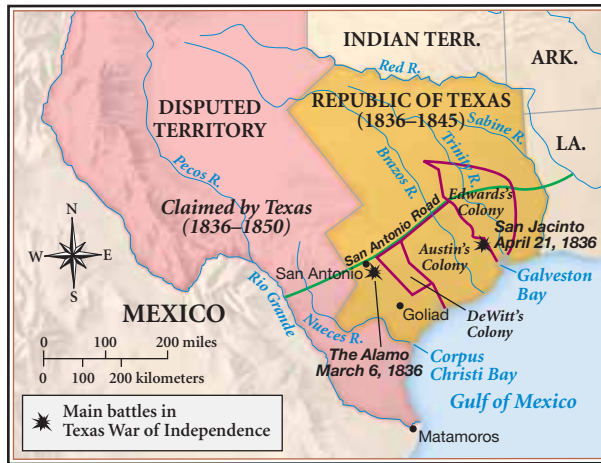 INDIAN TERR.
ARK.
Red R.
DISPUTED
TERRITORY
REPUBLIC OF TEXAS
(1836–1845)
Sabine R.
LA.
Pecos R.
Trinity R.
Brazos R.
Claimed by Texas
(1836–1850)
Edwards's
Colony
San Antonio Road
San Jacinto
April 21, 1836
Austin's
Colony
N
W
E
S
San Antonio
Galveston
Bay
MEXICO
Rio Grande
Goliad
DeWitt's
Colony
Nueces R.
0 100 200 miles
0 100 200 kilometers
The Alamo
March 6, 1836
Corpus
Christi Bay
Gulf of Mexico
Main battles in
Texas War of Independence
Matamoros